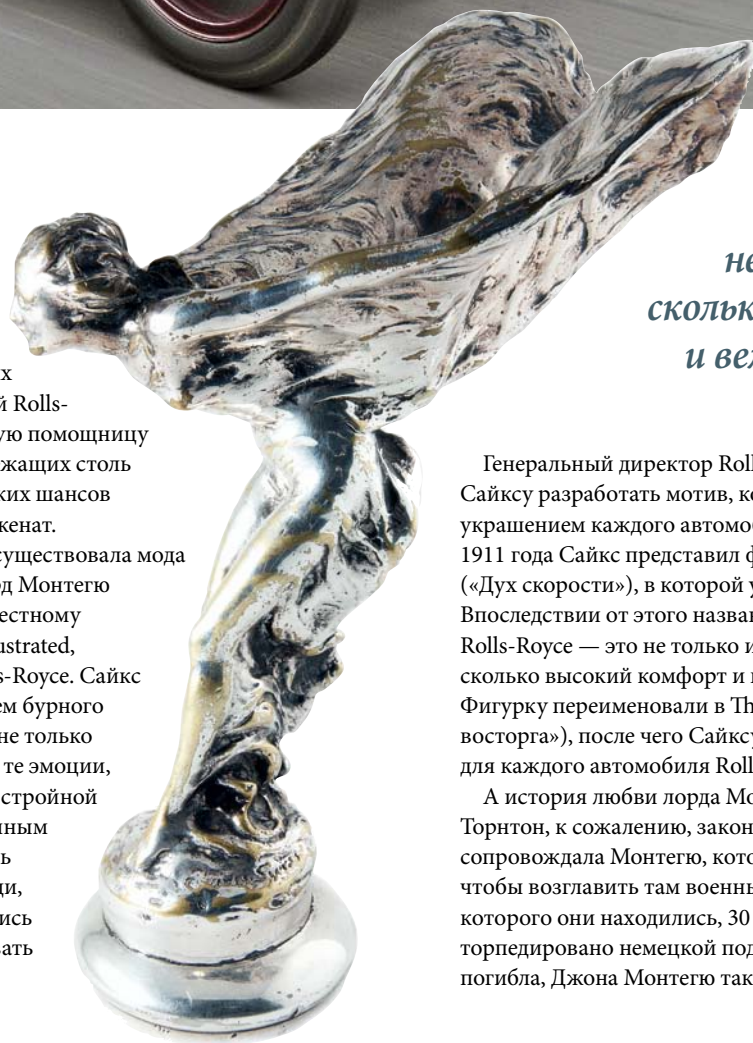 х
й Rolls-
ую помощницу
жащих столь
ких шансов
женат.
существовала мода
рд Монтегю
естному
ustrated,
s-Royce. Сайкс
ем бурного
не только
те эмоции,
стройной
нным
ь
ди,
ись
вать
не
скольк
и веж
Генеральный директор Roll
Сайксу разработать мотив, ко
украшением каждого автомоб
1911 года Сайкс представил ф
(«Дух скорости»), в которой у
Впоследствии от этого назва
Rolls-Royce — это не только и
сколько высокий комфорт и
Фигурку переименовали в Th
восторга»), после чего Сайксу
для каждого автомобиля Roll
А история любви лорда Мо
Торнтон, к сожалению, закон
сопровождала Монтегю, кото
чтобы возглавить там военны
которого они находились, 30
торпедировано немецкой под
погибла, Джона Монтегю так